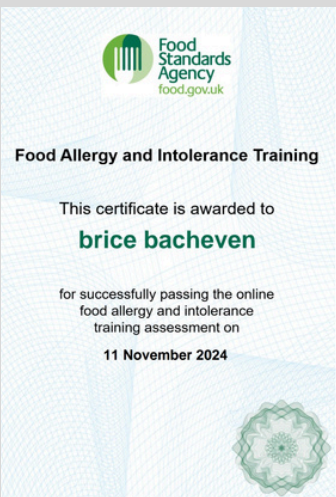 Food
Standards
Agency
food.gov.uk
Food Allergy and Intolerance Training
This certificate is awarded to
brice bacheven
for successfully passing the online
food allergy and intolerance
training assessment on
11 November 2024